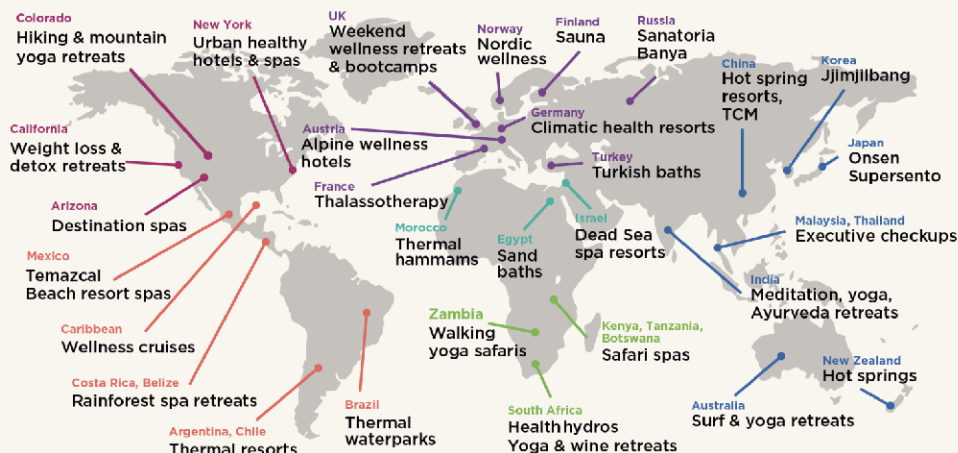 Colorado
Hiking & mountain
yoga retreats
New York
Urban healthy
hotels & spas
UK
Weekend
wellness retreats
& bootcamps
Norway
Nordic
wellness
Finland
Sauna
Russia
Sanatoria
Banya
China
Hot spring
resorts,
TCM
Korea
Jjimjilbang
California
Weight loss &
detox retreats
Austria
Alpine wellness
hotels
Germany
Climatic health resorts
Japan
Onsen
Supersento
France
Thalassotherapy
Turkey
Turkish baths
Arizona
Destination spas
Morocco
Thermal
hammams
Egypt
Sand
baths
Israel
Dead Sea
spa resorts
Malaysia, Thailand
Executive checkups
Mexico
Temazcal
Beach resort spas
India
Meditation, yoga,
Ayurveda retreats
Caribbean
Wellness cruises
Zambia
Walking
yoga safaris
Kenya, Tanzania,
Botswana
Safari spas
New Zealand
Hot springs
Costa Rica, Belize
Rainforest spa retreats
Brazil
Thermal
waterparks
South Africa
Health hydros
Yoga & wine retreats
Australia
Surf & yoga retreats
Argentina, Chile
Thermal resorts